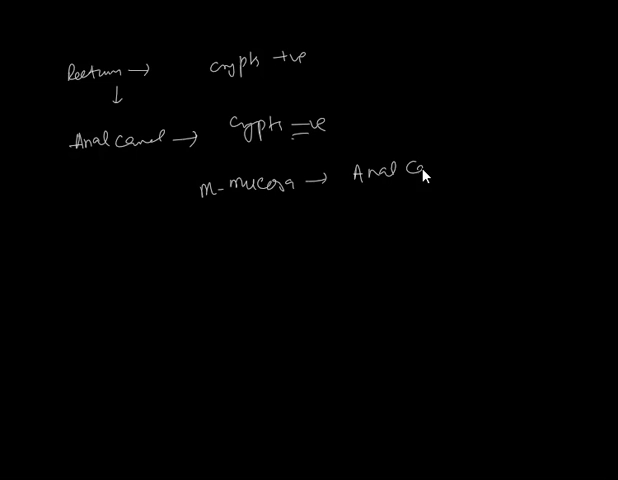 Rectum → Crypts +ve
↓
Anal canal → Crypts -ve
M-mucosa → Anal Ca